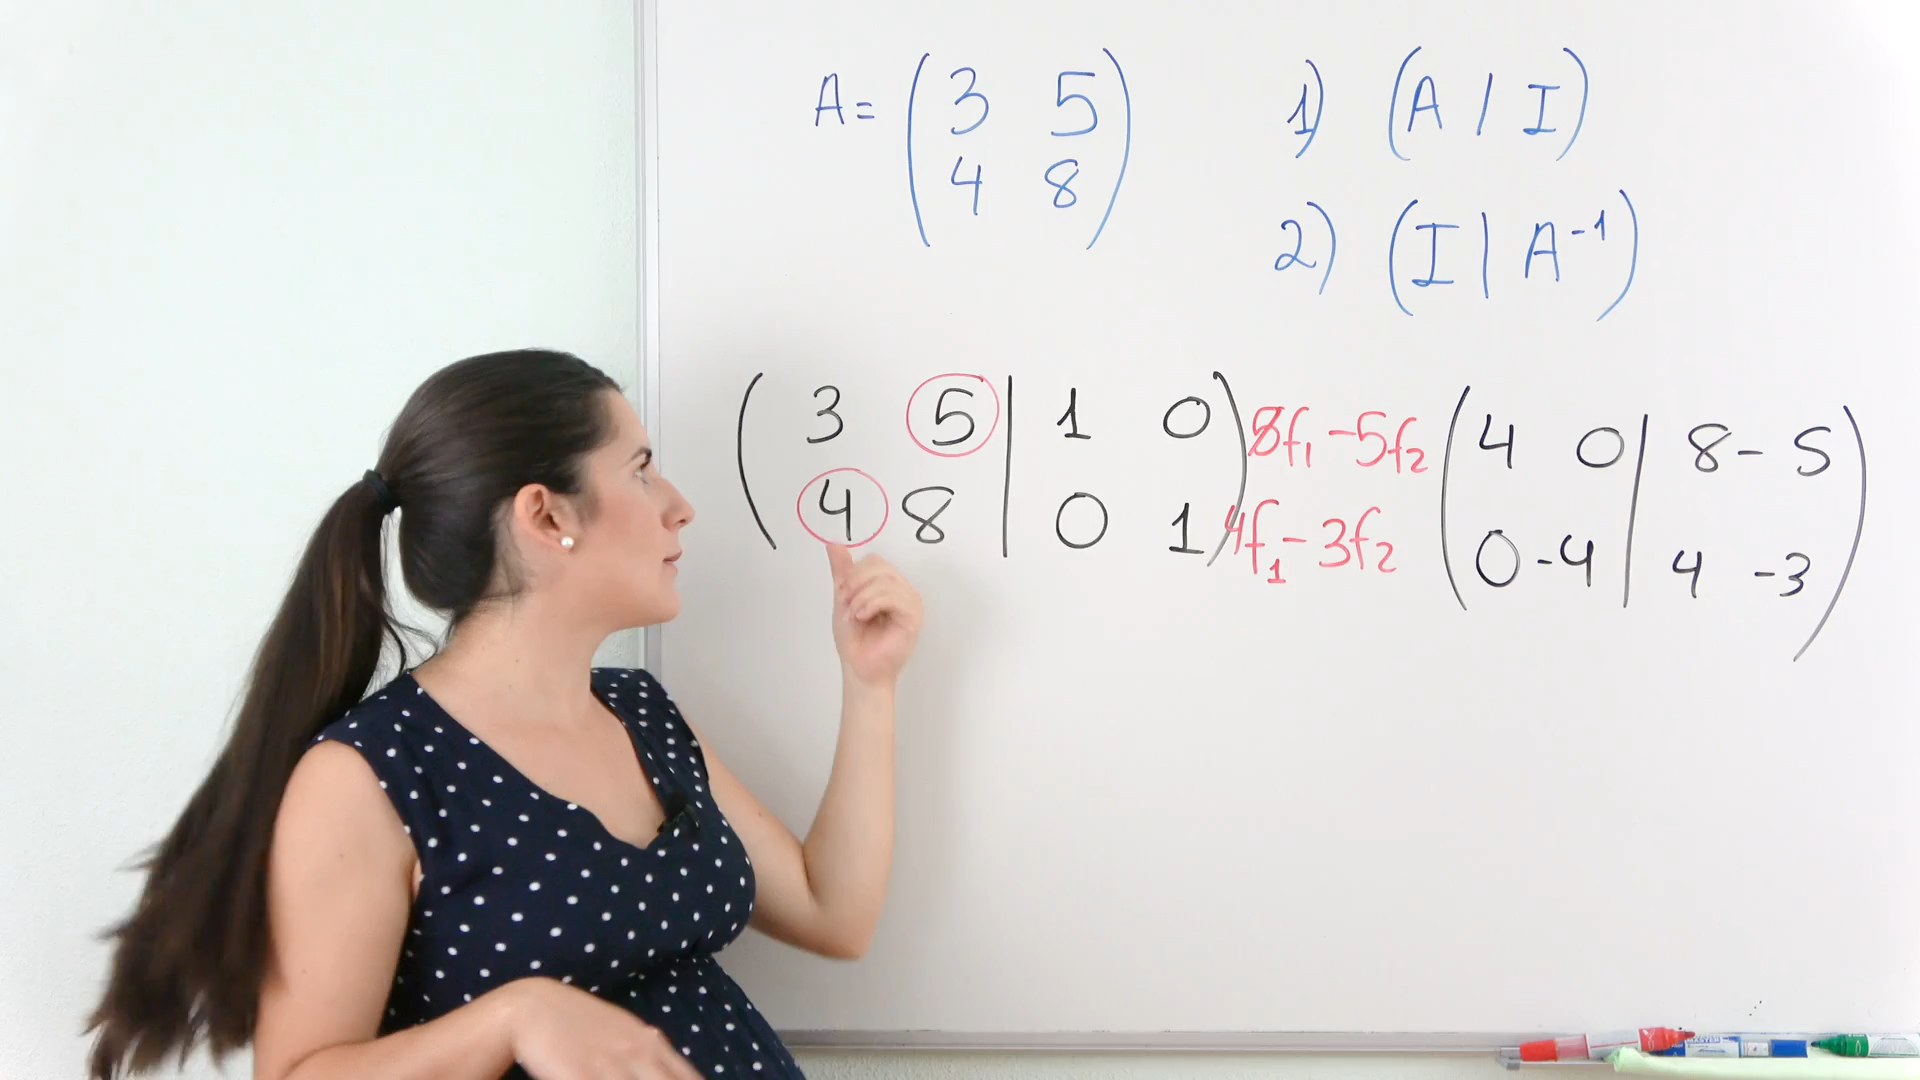 A= ( 3 5
4 8 )
1) (A / I)
2) (I | A⁻¹)
( 3 5 | 1 0
4 8 | 0 1 )
8f₁-5f₂
4f₁-3f₂
( 4 0 | 8 -5
0 -4 | 4 -3 )